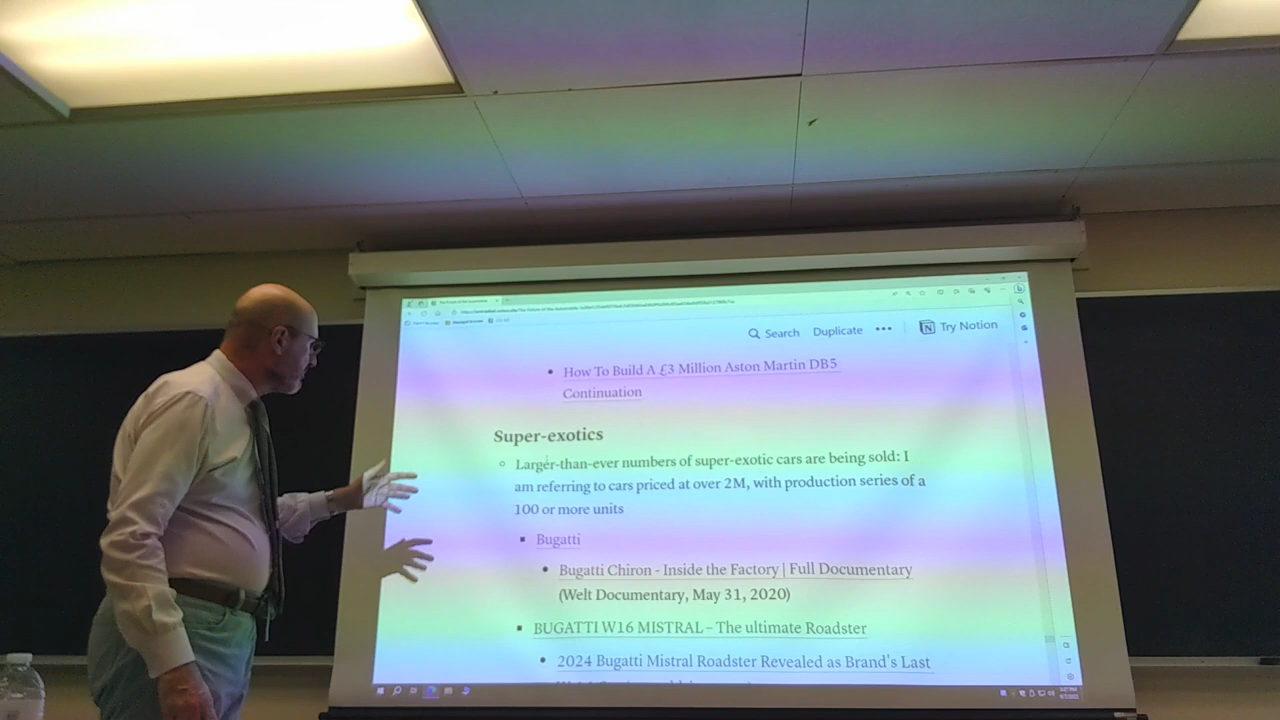 Search Duplicate ••• Try Notion
• How To Build A £3 Million Aston Martin DB5
Continuation
Super-exotics
○ Larger-than-ever numbers of super-exotic cars are being sold: I
am referring to cars priced at over 2M, with production series of a
100 or more units
▪ Bugatti
• Bugatti Chiron - Inside the Factory | Full Documentary
(Welt Documentary, May 31, 2020)
▪ BUGATTI W16 MISTRAL – The ultimate Roadster
• 2024 Bugatti Mistral Roadster Revealed as Brand's Last